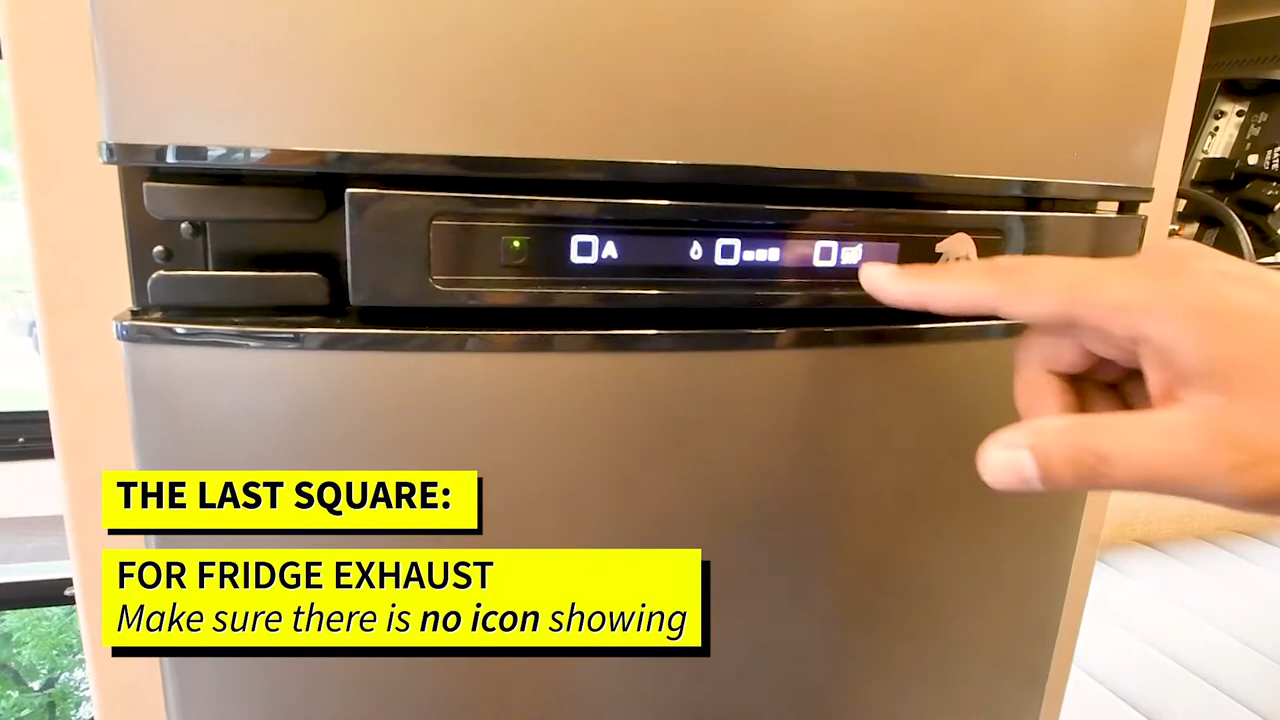 A
THE LAST SQUARE:
FOR FRIDGE EXHAUST
Make sure there is no icon showing